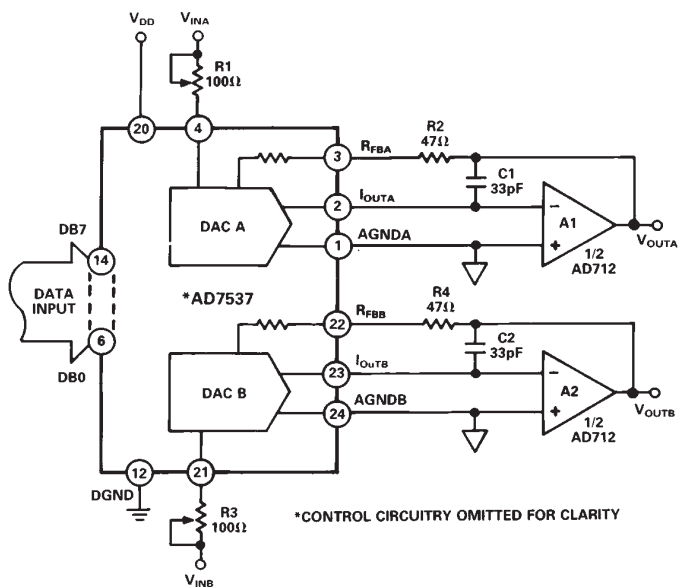 VDD
VINA
R1
100Ω
20
4
3
RFBA
R2
47Ω
C1
33pF
DAC A
2
IOUTA
1
AGNDA
−
+
A1
1/2
AD712
VOUTA
DB7
14
DATA
INPUT
6
DB0
*AD7537
22
RFBB
R4
47Ω
C2
33pF
DAC B
23
IOuTB
24
AGNDB
−
+
A2
1/2
AD712
VOUTB
12
21
DGND
R3
100Ω
VINB
*CONTROL CIRCUITRY OMITTED FOR CLARITY